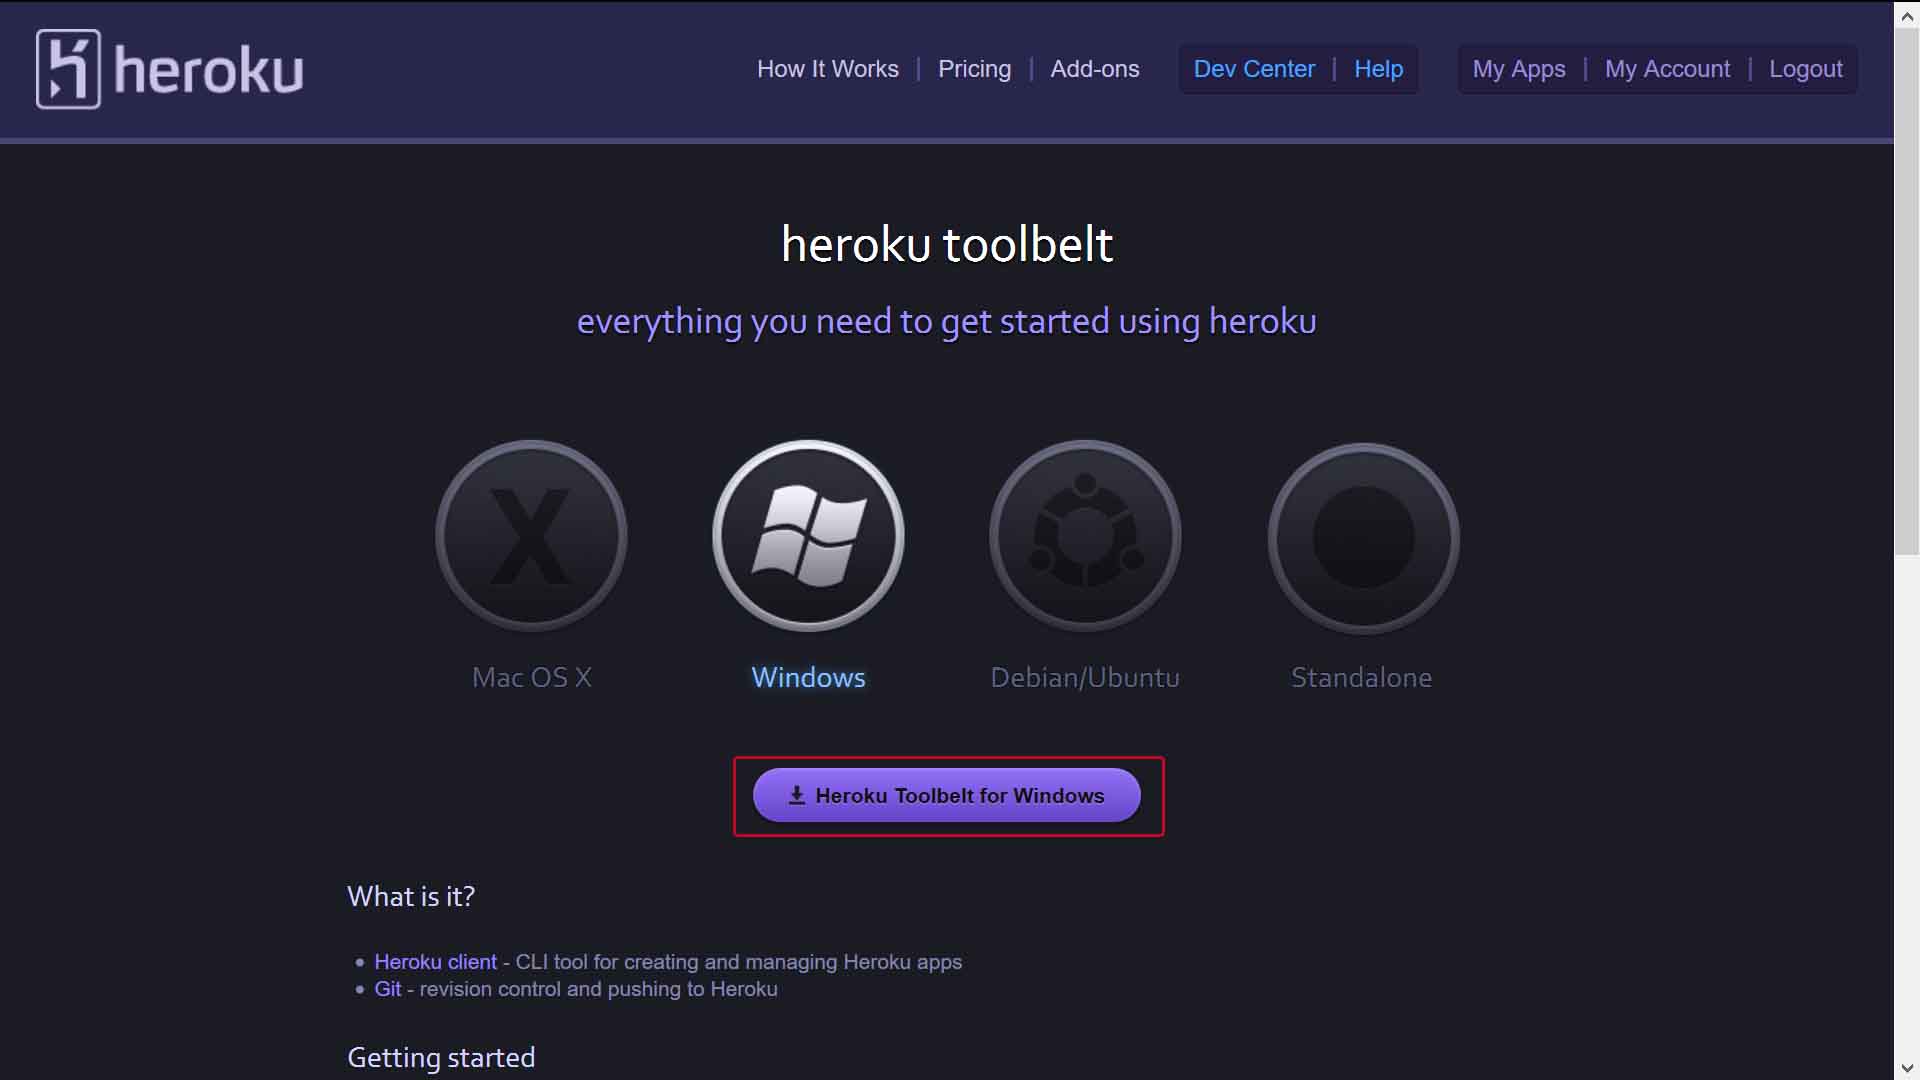 heroku
How It Works | Pricing | Add-ons
Dev Center | Help
My Apps | My Account | Logout
heroku toolbelt
everything you need to get started using heroku
X
Mac OS X
Windows
Debian/Ubuntu
Standalone
Heroku Toolbelt for Windows
What is it?
• Heroku client - CLI tool for creating and managing Heroku apps
• Git - revision control and pushing to Heroku
Getting started